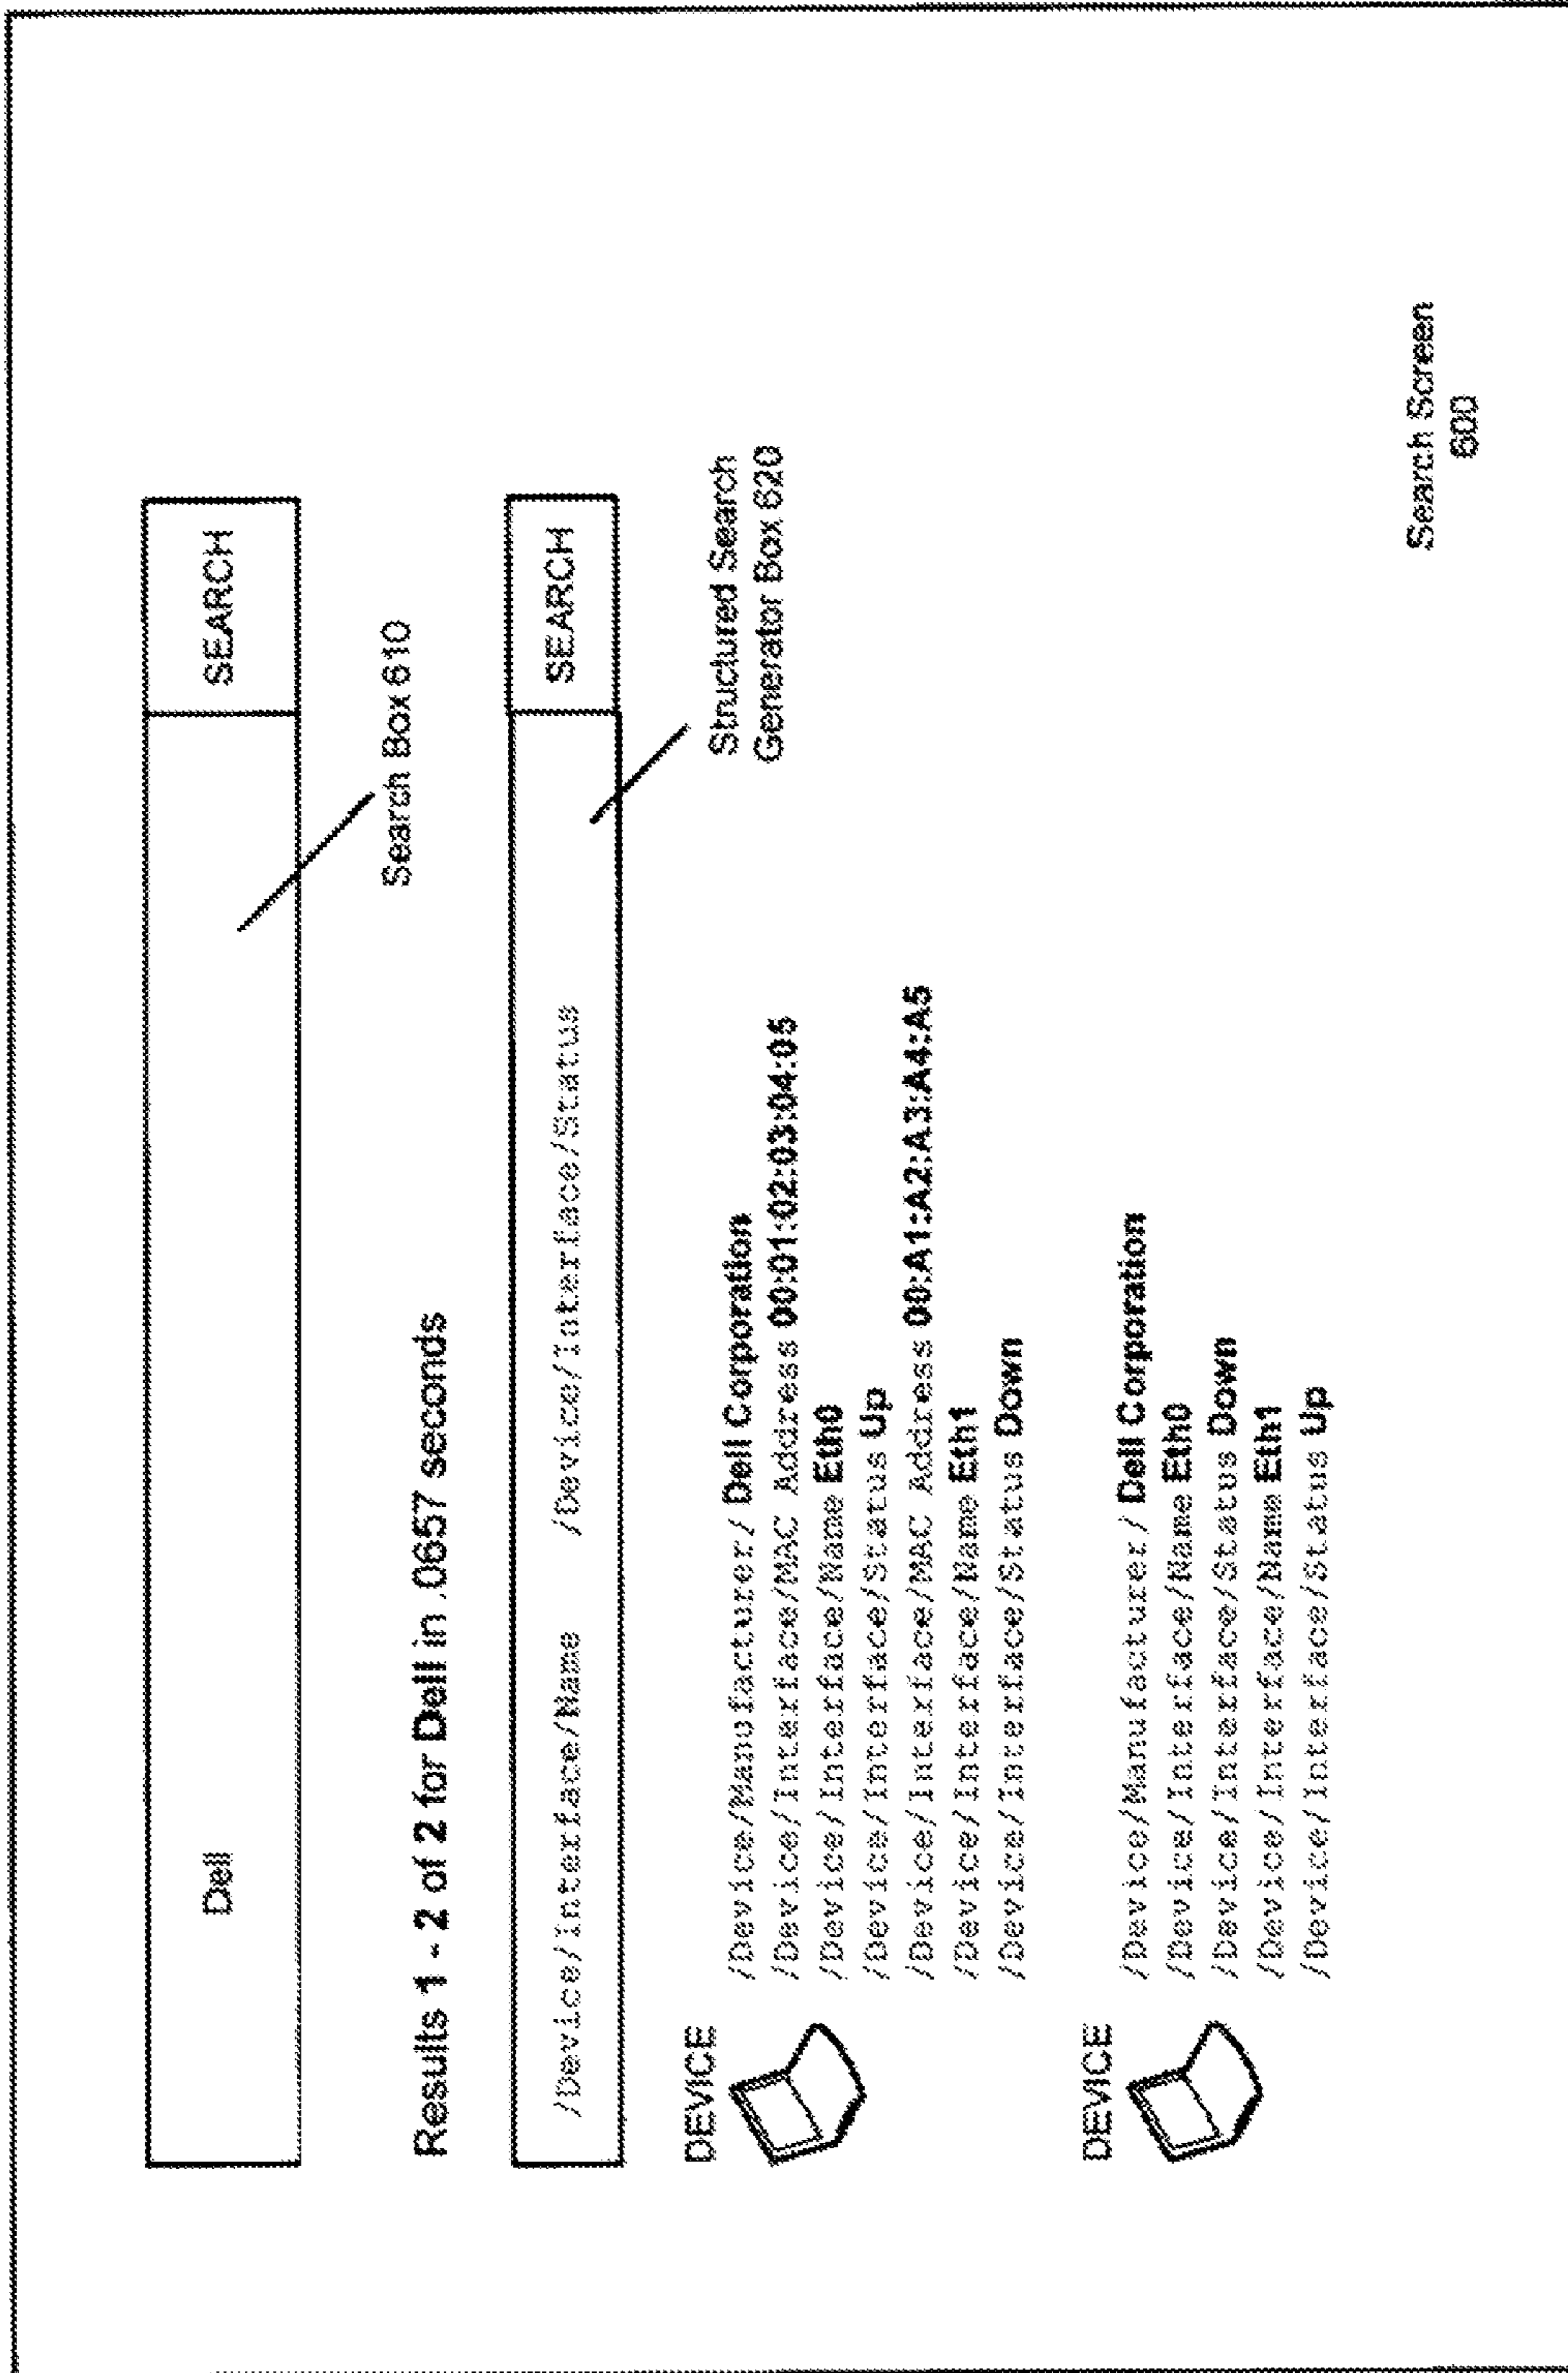 Dell
SEARCH
Search Box 610
Results 1 - 2 of 2 for Dell in .0657 seconds
/Device/Interface/Name /Device/Interface/Status
SEARCH
Structured Search
Generator Box 620
DEVICE
/Device/Manufacturer/ Dell Corporation
/Device/Interface/MAC Address 00:01:02:03:04:05
/Device/Interface/Name Eth0
/Device/Interface/Status Up
/Device/Interface/MAC Address 00:A1:A2:A3:A4:A5
/Device/Interface/Name Eth1
/Device/Interface/Status Down
DEVICE
/Device/Manufacturer/ Dell Corporation
/Device/Interface/Name Eth0
/Device/Interface/Status Down
/Device/Interface/Name Eth1
/Device/Interface/Status Up
Search Screen
600